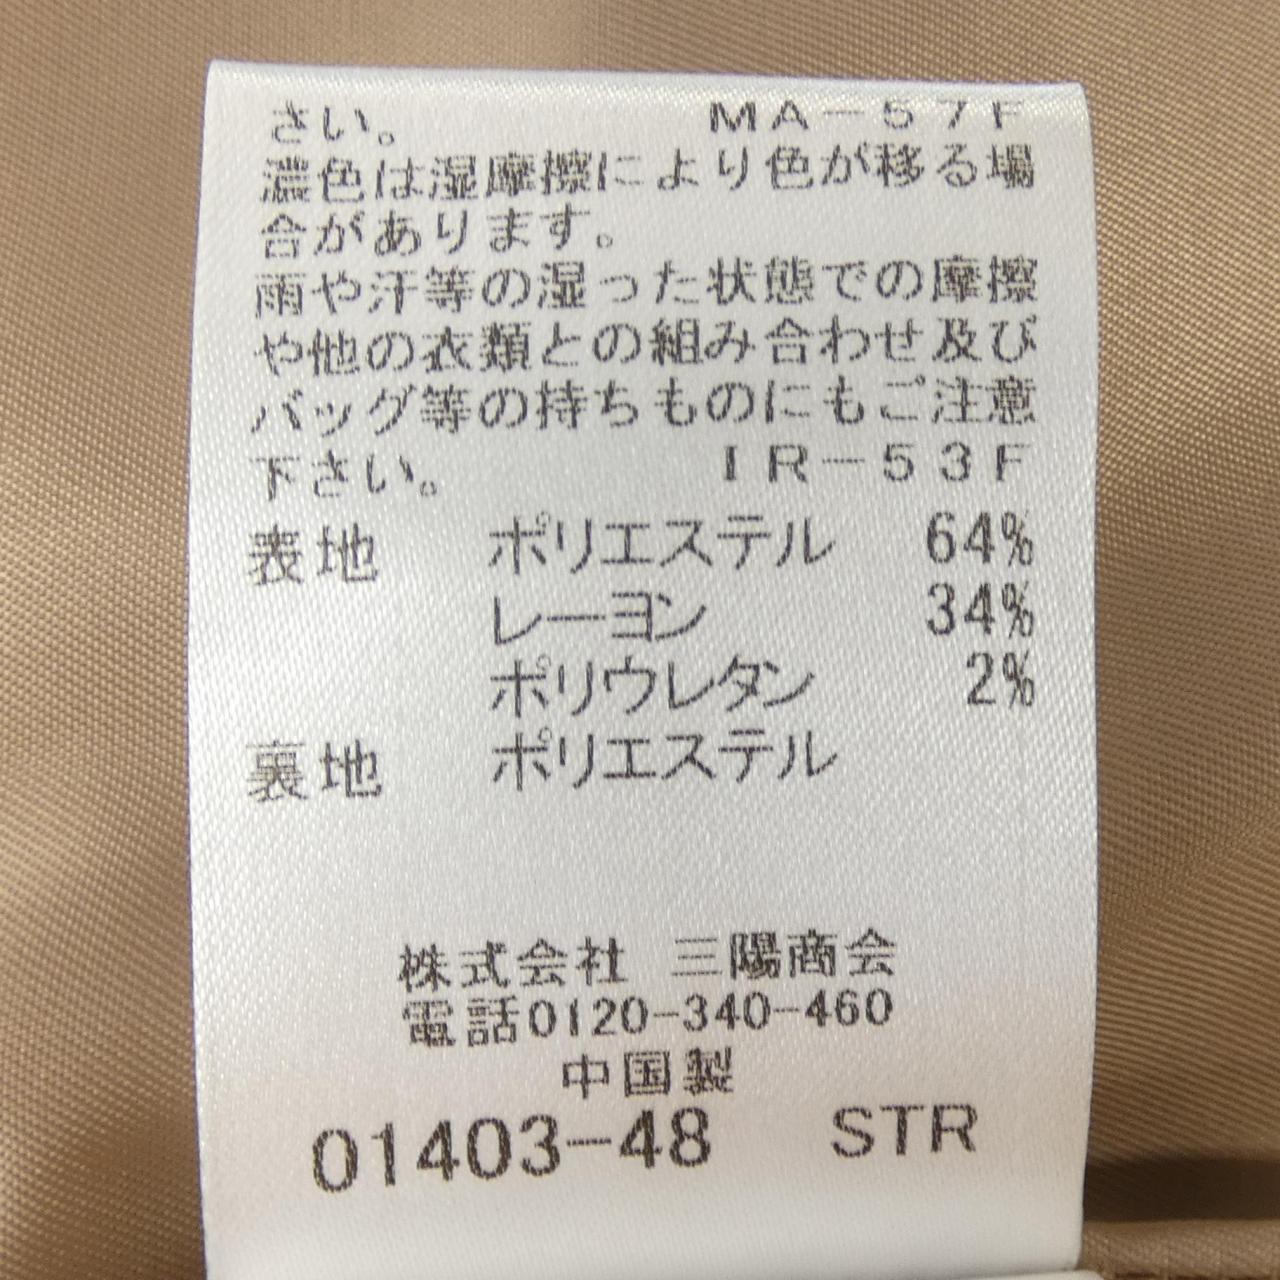 さい。 MA-57F
濃色は湿摩擦により色が移る場
合があります。
雨や汗等の湿った状態での摩擦
や他の衣類との組み合わせ及び
バッグ等の持ちものにもご注意
下さい。 IR-53F
表地 ポリエステル 64%
レーヨン 34%
ポリウレタン 2%
裏地 ポリエステル
株式会社 三陽商会
電話0120-340-460
中国製
01403-48 STR